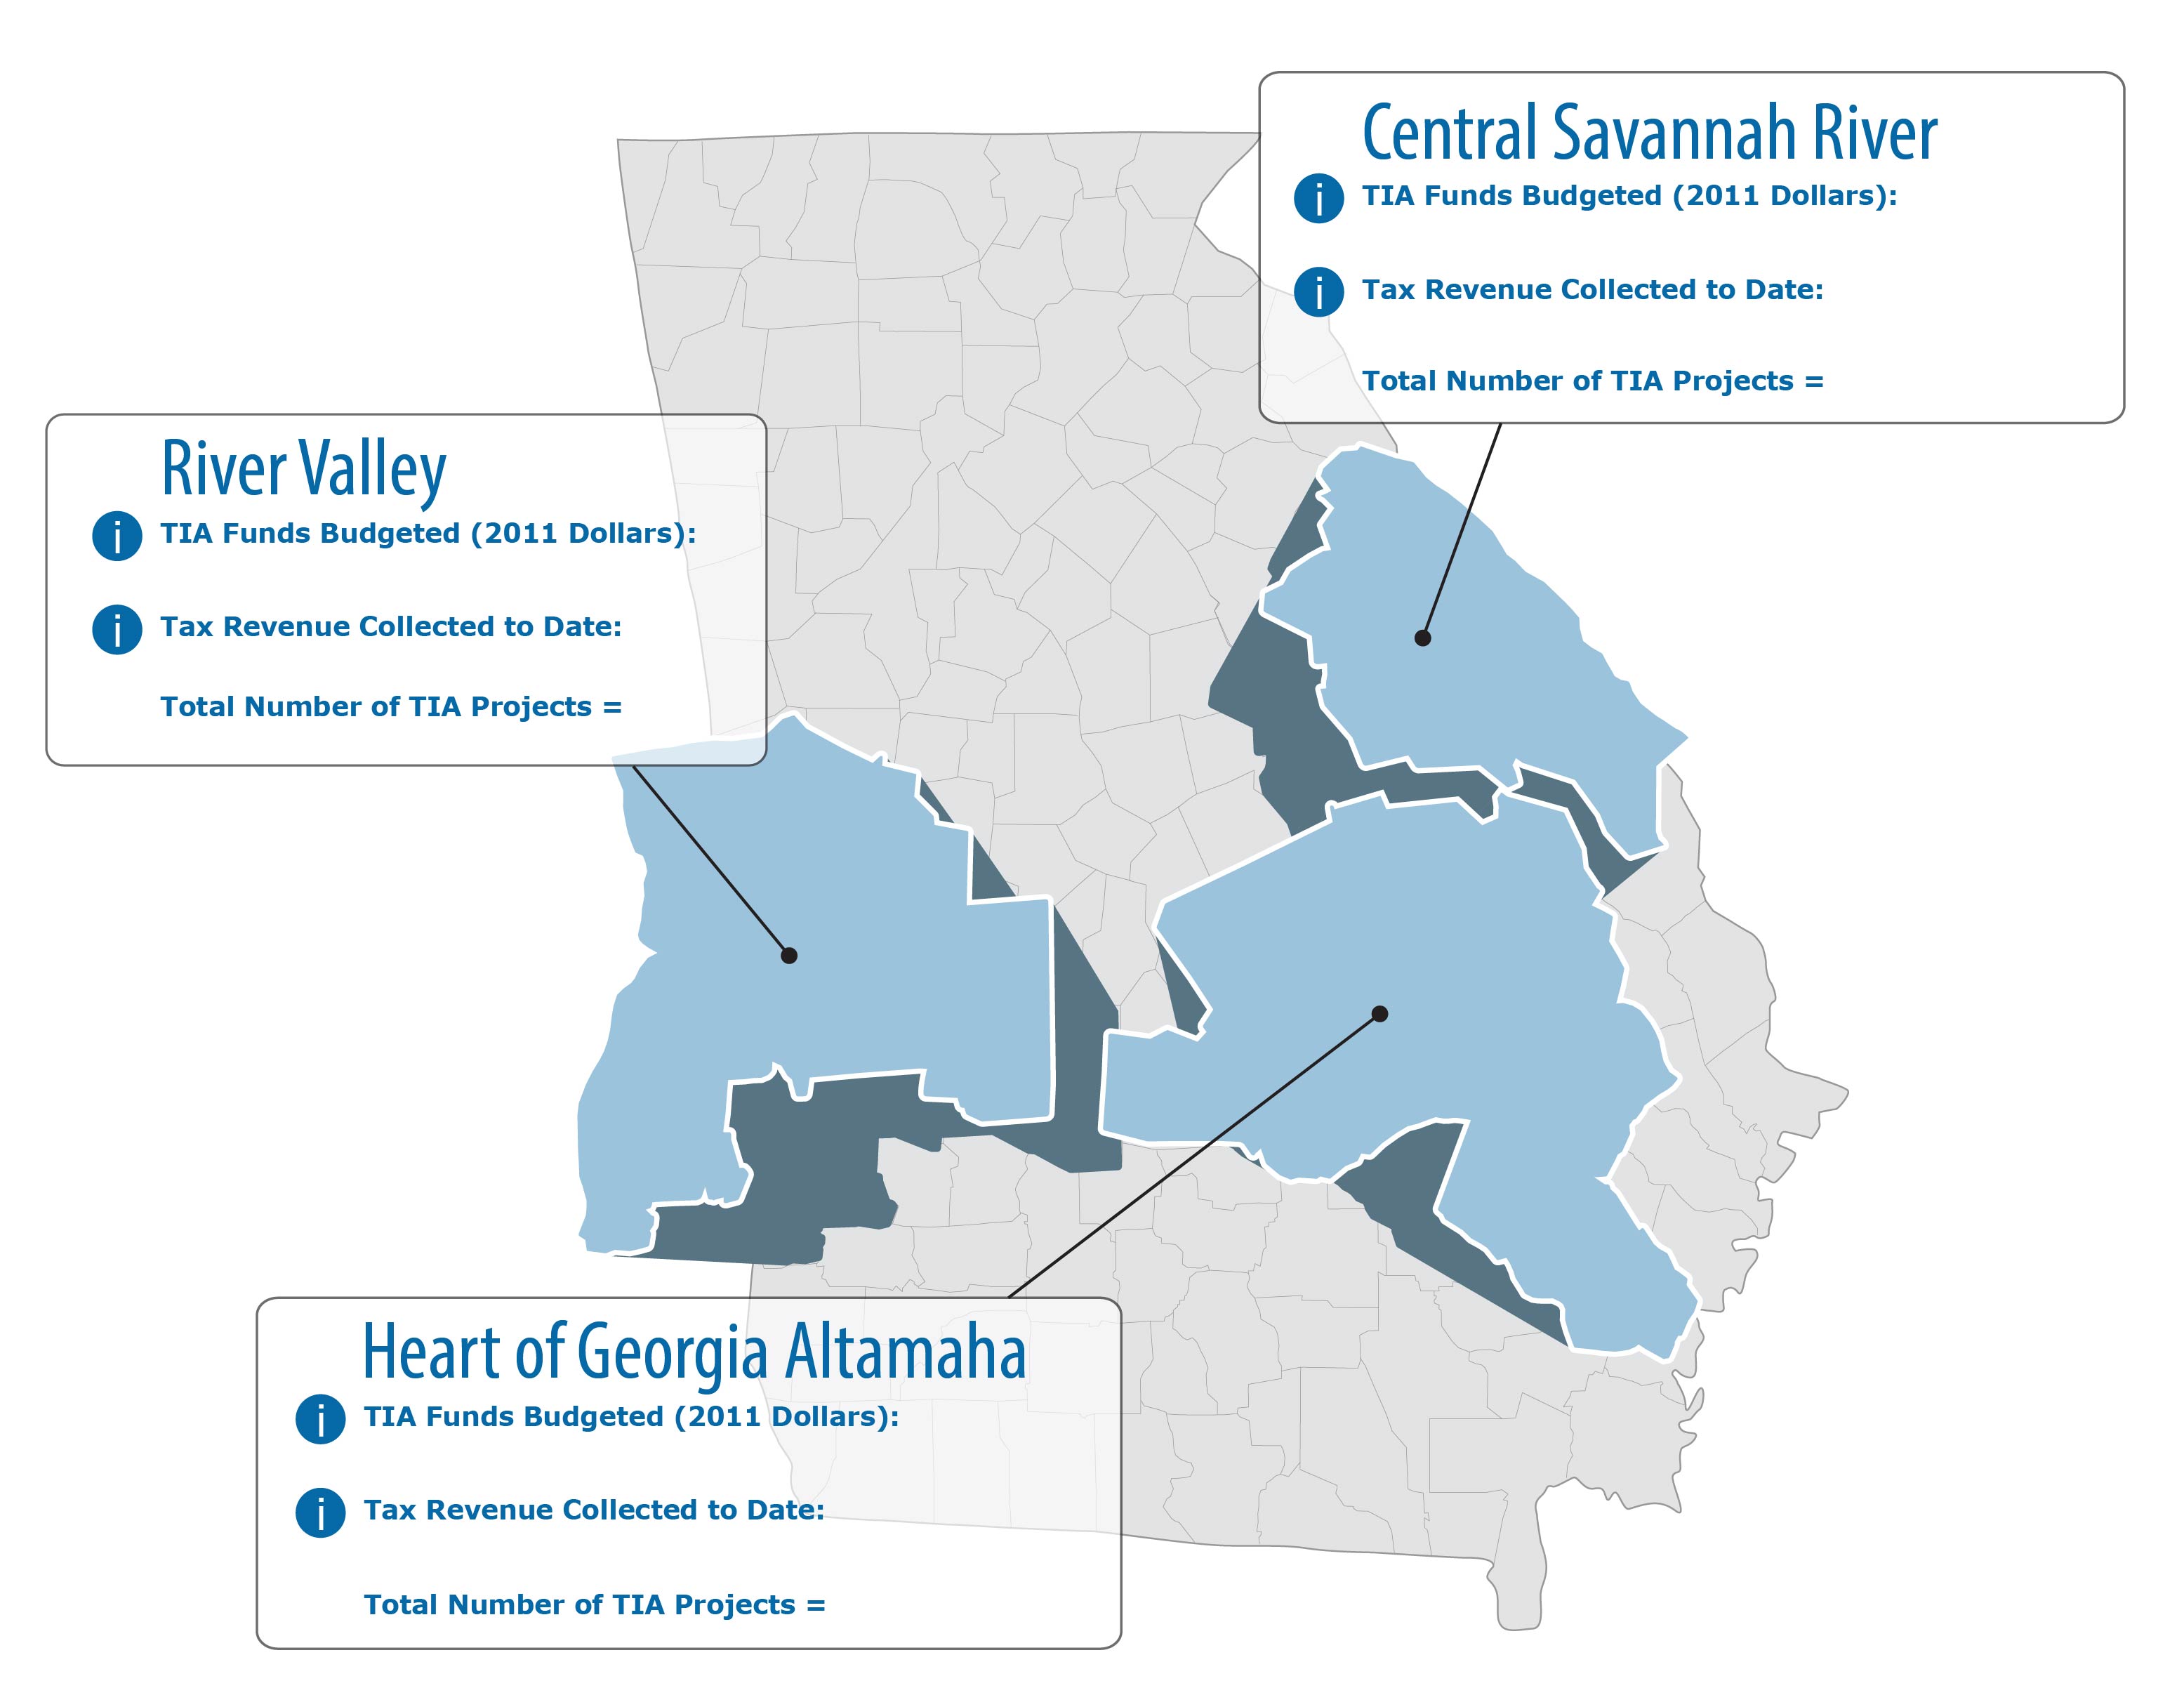 Central Savannah River
i TIA Funds Budgeted (2011 Dollars):
i Tax Revenue Collected to Date:
Total Number of TIA Projects =
River Valley
i TIA Funds Budgeted (2011 Dollars):
i Tax Revenue Collected to Date:
Total Number of TIA Projects =
Heart of Georgia Altamaha
i TIA Funds Budgeted (2011 Dollars):
i Tax Revenue Collected to Date:
Total Number of TIA Projects =